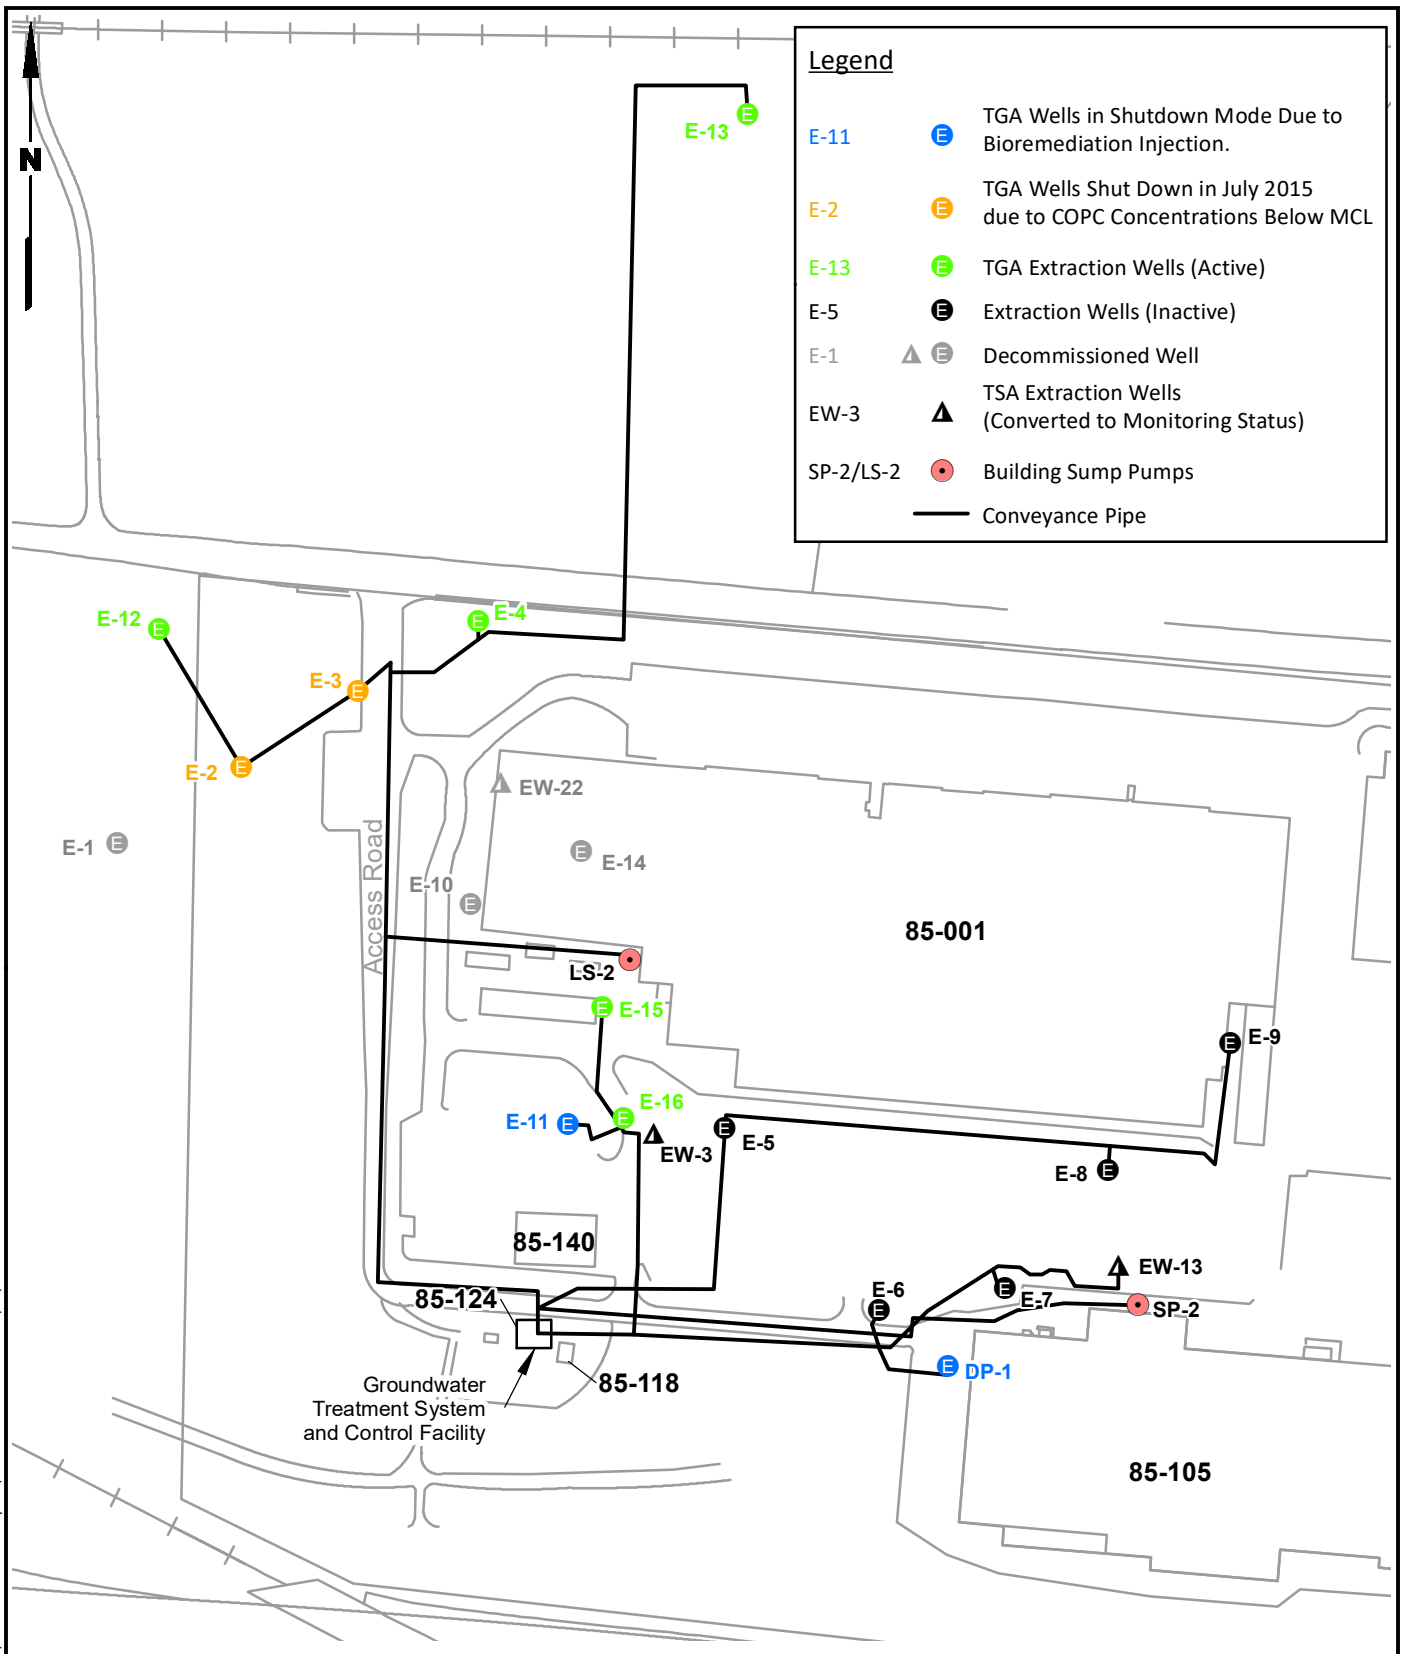 Legend
E-11 E TGA Wells in Shutdown Mode Due to
Bioremediation Injection.
E-2 E TGA Wells Shut Down in July 2015
due to COPC Concentrations Below MCL
E-13 E TGA Extraction Wells (Active)
E-5 E Extraction Wells (Inactive)
E-1 E Decommissioned Well
EW-3 TSA Extraction Wells
(Converted to Monitoring Status)
SP-2/LS-2 Building Sump Pumps
Conveyance Pipe
N
E-13 E
E-12 E
E E-4
E-3 E
E-2 E
EW-22
E-1 E
E E-14
E-10 E
Access Road
85-001
LS-2
E E-15
E E-9
E-16 E
E-11 E
EW-3
E E-5
E-8 E
85-140
EW-13
E-6 E
E E-7
SP-2
85-124
E DP-1
85-118
Groundwater
Treatment System
and Control Facility
85-105